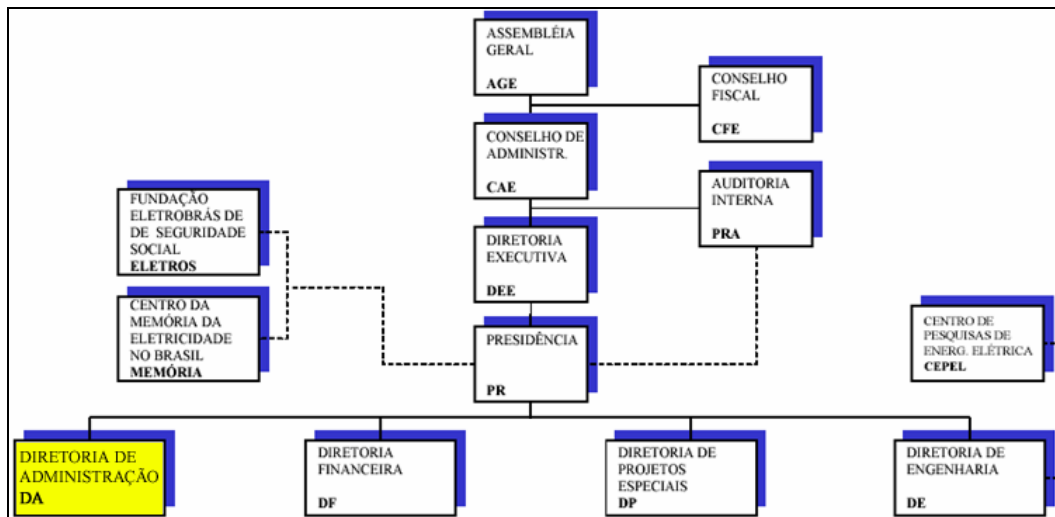 ASSEMBLÉIA
GERAL
AGE
CONSELHO
FISCAL
CFE
CONSELHO DE
ADMINISTR.
CAE
AUDITORIA
INTERNA
PRA
FUNDAÇÃO
ELETROBRÁS DE
DE SEGURIDADE
SOCIAL
ELETROS
DIRETORIA
EXECUTIVA
DEE
CENTRO DA
MEMÓRIA DA
ELETRICIDADE
NO BRASIL
MEMÓRIA
PRESIDÊNCIA
PR
CENTRO DE
PESQUISAS DE
ENERG. ELÉTRICA
CEPEL
DIRETORIA DE
ADMINISTRAÇÃO
DA
DIRETORIA
FINANCEIRA
DF
DIRETORIA DE
PROJETOS
ESPECIAIS
DP
DIRETORIA DE
ENGENHARIA
DE